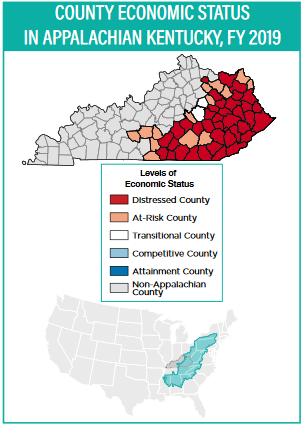 COUNTY ECONOMIC STATUS
IN APPALACHIAN KENTUCKY, FY 2019
Levels of
Economic Status
Distressed County
At-Risk County
Transitional County
Competitive County
Attainment County
Non-Appalachian
County